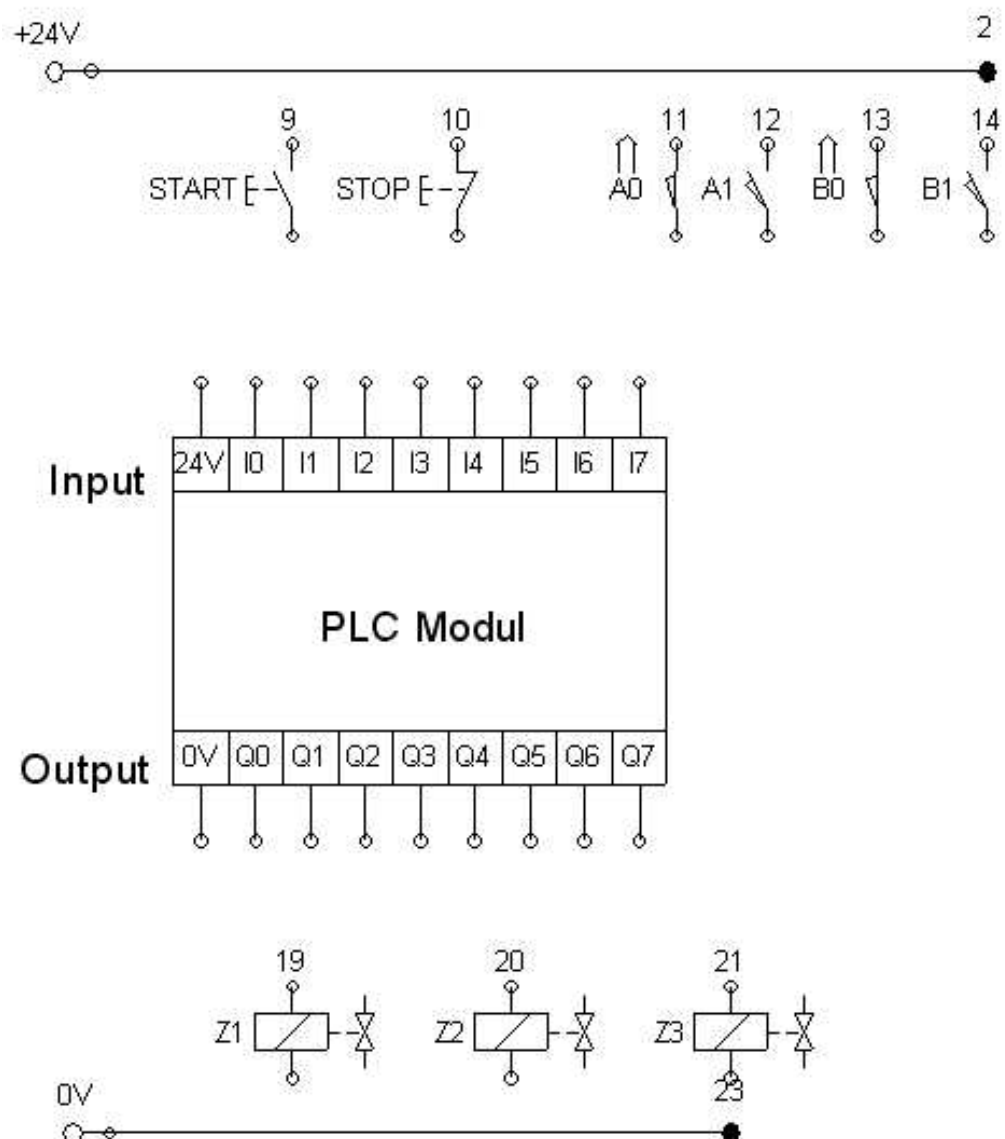 +24V 2
9 10 11 12 13 14
START STOP A0 A1 B0 B1
Input 24V I0 I1 I2 I3 I4 I5 I6 I7
PLC Modul
Output 0V Q0 Q1 Q2 Q3 Q4 Q5 Q6 Q7
19 20 21
Z1 Z2 Z3
0V 23